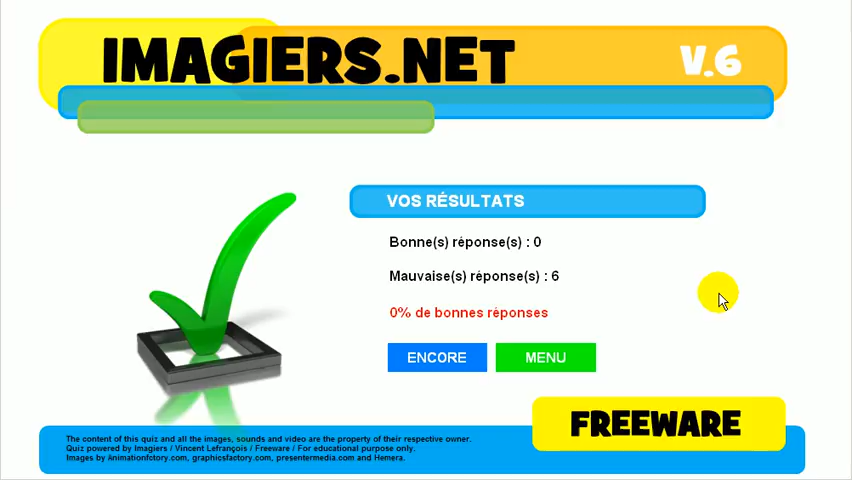 IMAGIERS.NET
V.6
VOS RÉSULTATS
Bonne(s) réponse(s) : 0
Mauvaise(s) réponse(s) : 6
0% de bonnes réponses
ENCORE
MENU
FREEWARE
The content of this quiz and all the images, sounds and video are the property of their respective owner.
Quiz powered by Imagiers / Vincent Lefrançois / Freeware / For educational purpose only.
Images by Animationfctory.com, graphicsfactory.com, presentermedia.com and Hemera.